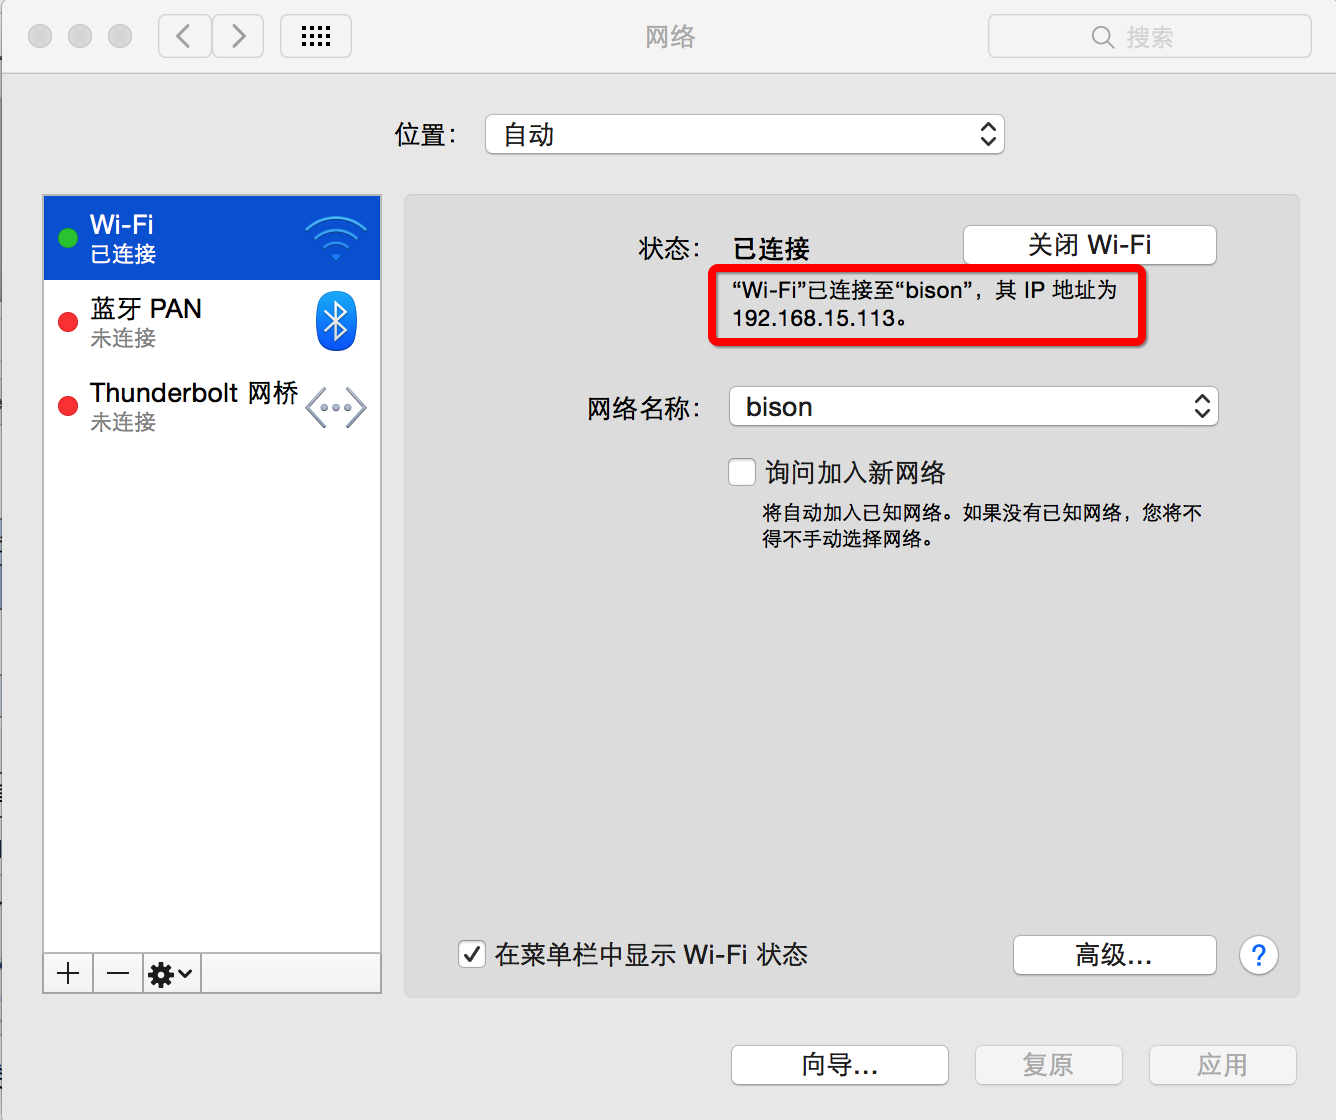 网络
搜索
位置：
自动
Wi-Fi
已连接
蓝牙 PAN
未连接
Thunderbolt 网桥
未连接
状态：
已连接
关闭 Wi-Fi
“Wi-Fi”已连接至“bison”，其 IP 地址为
192.168.15.113。
网络名称：
bison
询问加入新网络
将自动加入已知网络。如果没有已知网络，您将不
得不手动选择网络。
在菜单栏中显示 Wi-Fi 状态
高级...
?
向导...
复原
应用